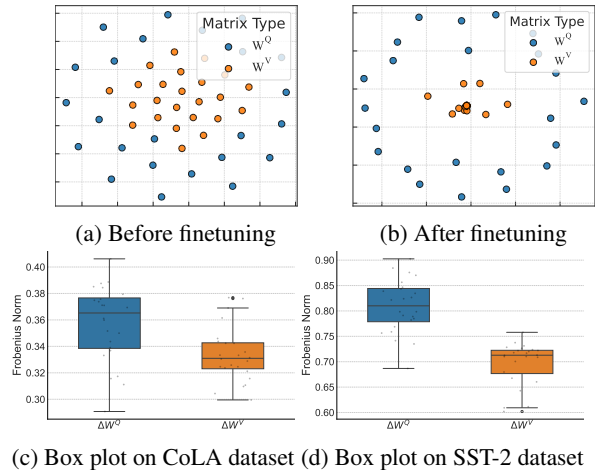 Matrix Type
W^Q
W^V
Matrix Type
W^Q
W^V
(a) Before finetuning
(b) After finetuning
Frobenius Norm
0.40
0.38
0.36
0.34
0.32
0.30
ΔW^Q
ΔW^V
Frobenius Norm
0.90
0.85
0.80
0.75
0.70
0.65
0.60
ΔW^Q
ΔW^V
(c) Box plot on CoLA dataset (d) Box plot on SST-2 dataset